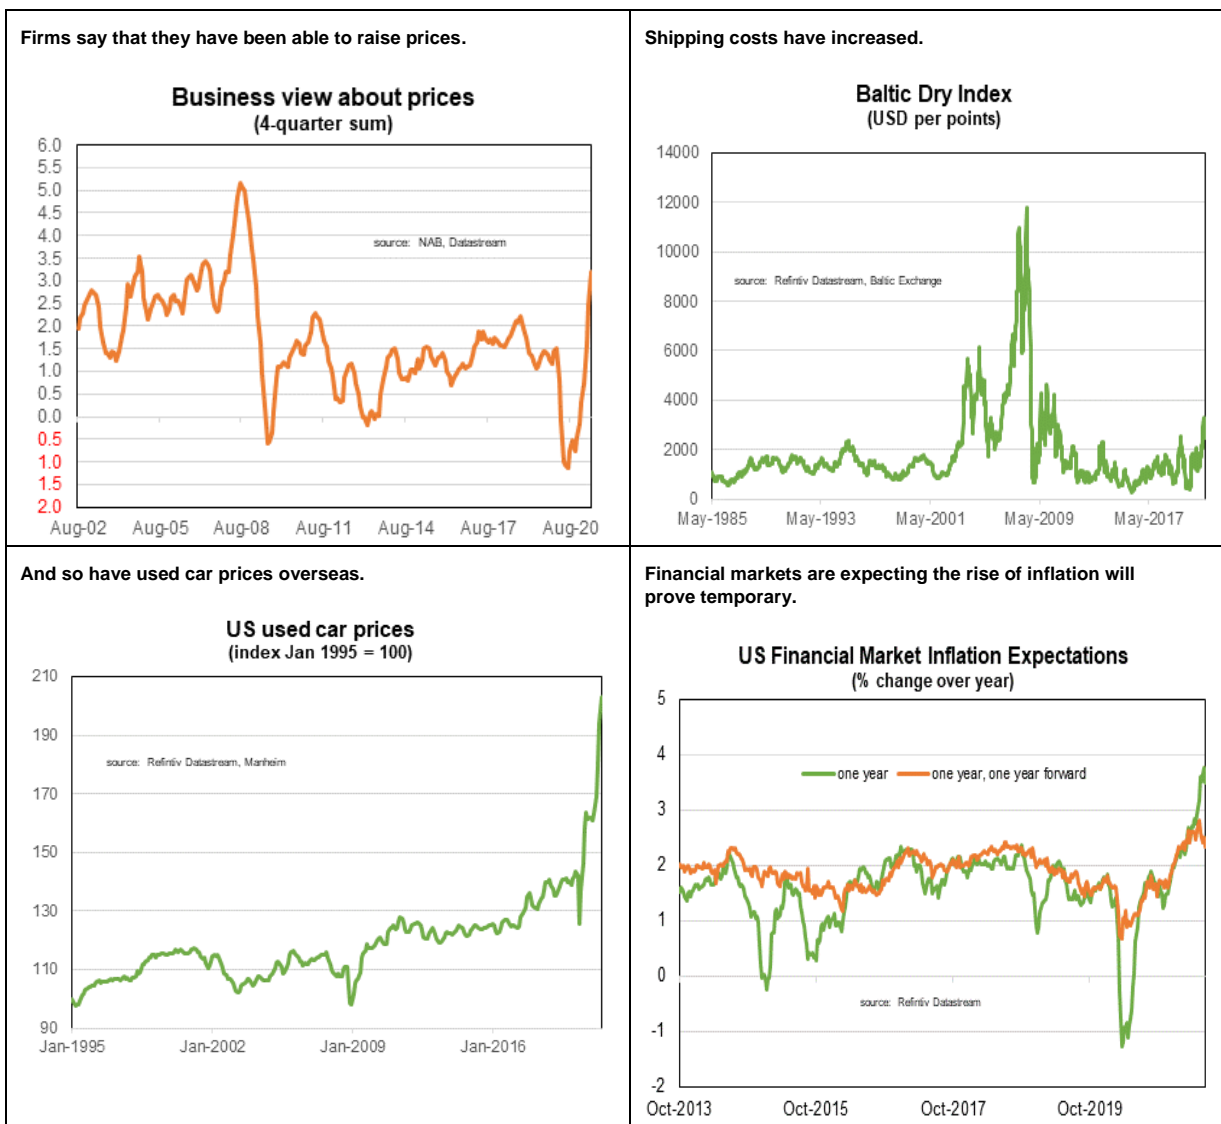 Firms say that they have been able to raise prices.
Business view about prices
(4-quarter sum)
6.0
5.5
5.0
4.5
4.0
3.5
3.0
2.5
2.0
1.5
1.0
0.5
0.0
0.5
1.0
1.5
2.0
source: NAB, Datastream
Aug-02 Aug-05 Aug-08 Aug-11 Aug-14 Aug-17 Aug-20
Shipping costs have increased.
Baltic Dry Index
(USD per points)
14000
12000
10000
8000
6000
4000
2000
0
source: Refintiv Datastream, Baltic Exchange
May-1985 May-1993 May-2001 May-2009 May-2017
And so have used car prices overseas.
US used car prices
(index Jan 1995 = 100)
210
190
170
150
130
110
90
source: Refintiv Datastream, Manheim
Jan-1995 Jan-2002 Jan-2009 Jan-2016
Financial markets are expecting the rise of inflation will
prove temporary.
US Financial Market Inflation Expectations
(% change over year)
5
4
3
2
1
0
-1
-2
one year one year, one year forward
source: Refintiv Datastream
Oct-2013 Oct-2015 Oct-2017 Oct-2019